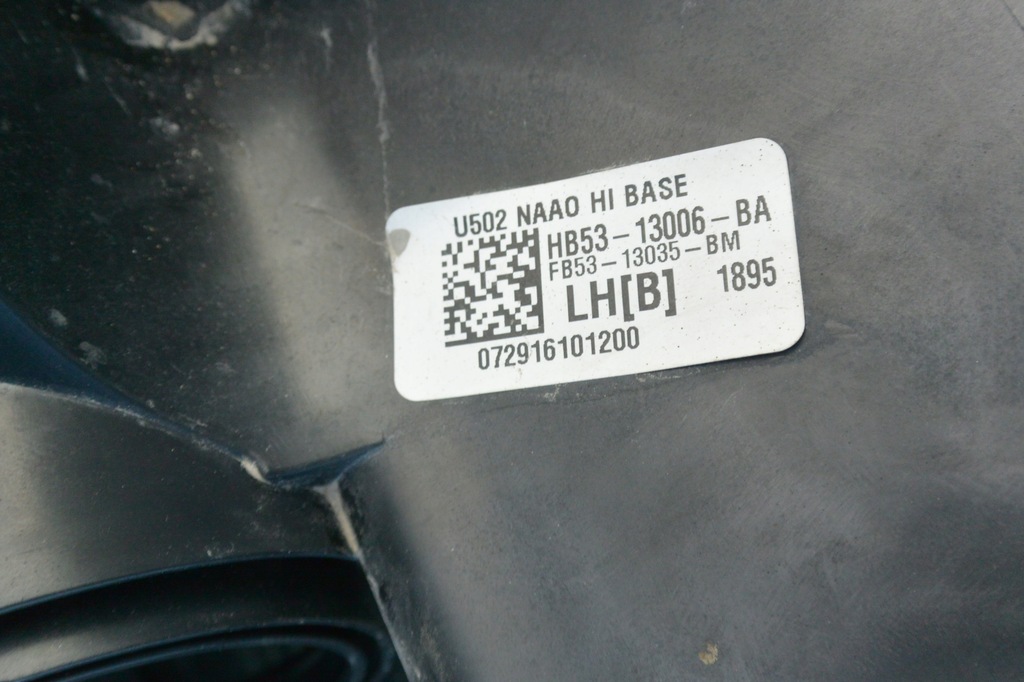 U502 NAAO HI BASE
HB53-13006-BA
FB53-13035-BM
LH[B] 1895
072916101200